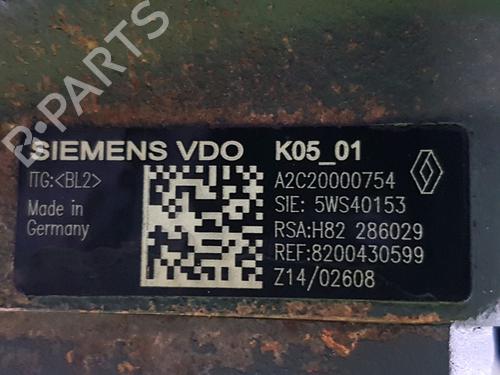 B-PARTS
SIEMENS VDO K05_01
ITG:<BL2> A2C20000754
Made in SIE: 5WS40153
Germany RSA:H82 286029
REF:8200430599
Z14/02608